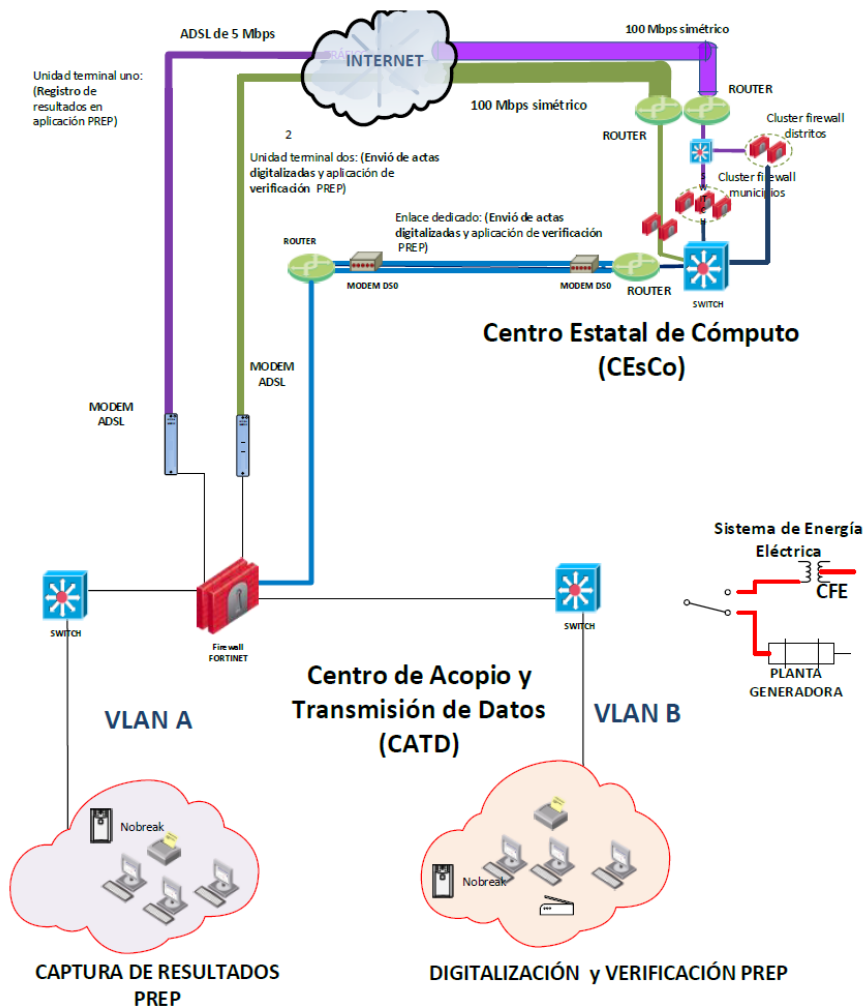 ADSL de 5 Mbps
100 Mbps simétrico
INTERNET
Unidad terminal uno:
(Registro de
resultados en
aplicación PREP)
100 Mbps simétrico
ROUTER
ROUTER
Cluster firewall
distritos
2
Unidad terminal dos: (Envió de actas
digitalizadas y aplicación de
verificación PREP)
Cluster firewall
municipios
Enlace dedicado: (Envió de actas
digitalizadas y aplicación de verificación
PREP)
ROUTER
MODEM DS0
MODEM DS0
ROUTER
SWITCH
Centro Estatal de Cómputo
(CEsCo)
MODEM
ADSL
MODEM
ADSL
Sistema de Energía
Eléctrica
CFE
SWITCH
Firewall
FORTINET
SWITCH
PLANTA
GENERADORA
Centro de Acopio y
Transmisión de Datos
(CATD)
VLAN A
VLAN B
Nobreak
Nobreak
CAPTURA DE RESULTADOS
PREP
DIGITALIZACIÓN y VERIFICACIÓN PREP